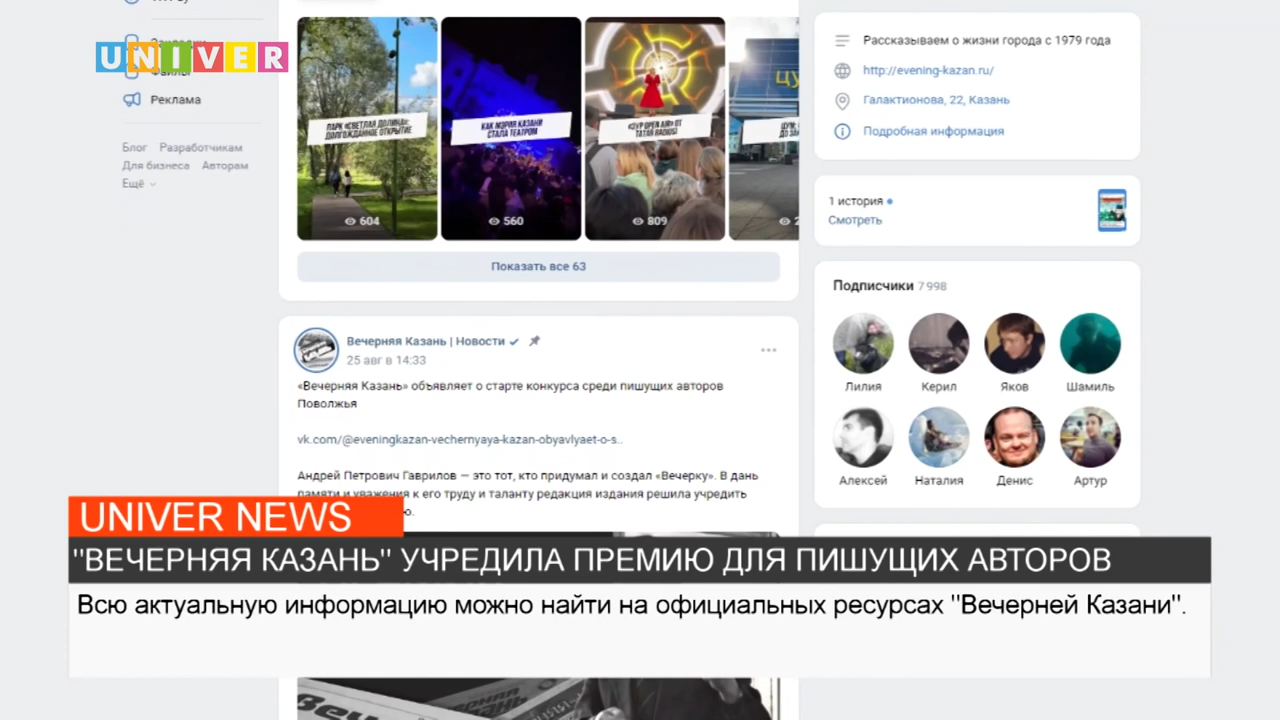 UNIVER
Файлы
Реклама
Блог Разработчикам
Для бизнеса Авторам
Ещё
ПАРК «СВЕТЛАЯ ДОЛИНА»:
ДОЛГОЖДАННОЕ ОТКРЫТИЕ
604
КАК МЭРИЯ КАЗАНИ
СТАЛА ТЕАТРОМ
560
«ZУР OPEN AIR» ОТ
TATAR RADIOSI
809
Показать все 63
Рассказываем о жизни города с 1979 года
http://evening-kazan.ru/
Галактионова, 22, Казань
Подробная информация
1 история
Смотреть
Подписчики 7 998
Лилия Керил Яков Шамиль
Алексей Наталия Денис Артур
Вечерняя Казань | Новости
25 авг в 14:33
«Вечерняя Казань» объявляет о старте конкурса среди пишущих авторов
Поволжья
vk.com/@eveningkazan-vechernyaya-kazan-obyavlyaet-o-s..
Андрей Петрович Гаврилов — это тот, кто придумал и создал «Вечерку». В дань
памяти и уважения к его труду и таланту редакция издания решила учредить
UNIVER NEWS
"ВЕЧЕРНЯЯ КАЗАНЬ" УЧРЕДИЛА ПРЕМИЮ ДЛЯ ПИШУЩИХ АВТОРОВ
Всю актуальную информацию можно найти на официальных ресурсах "Вечерней Казани".